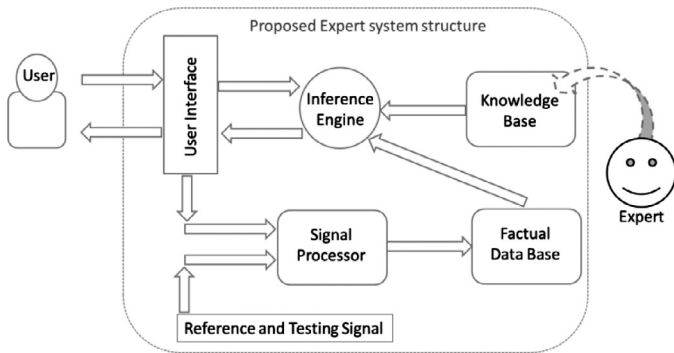 Proposed Expert system structure
User
User Interface
Inference
Engine
Knowledge
Base
Expert
Signal
Processor
Factual
Data Base
Reference and Testing Signal